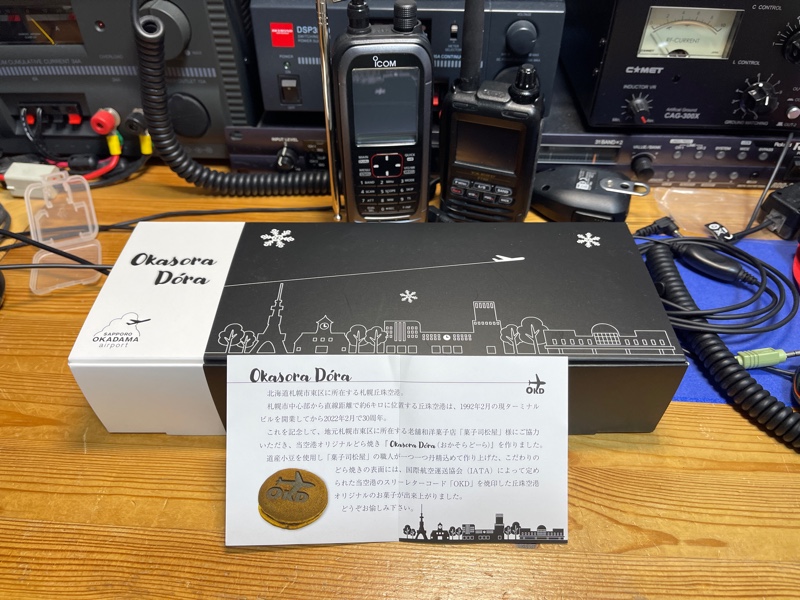 DSP3
ICOM
RF-CURRENT
C CONTROL
COMET
L CONTROL
INDUCTOR VR
Artificial Ground
CAG-300X
INPUT LEVEL
Okasora
Dóra
SAPPORO
OKADAMA
airport
Okasora Dóra
OKD
北海道札幌市東区に所在する札幌丘珠空港。
札幌市中心部から直線距離で約6キロに位置する丘珠空港は、1992年2月の現ターミナル
ビルを開業してから2022年2月で30周年。
これを記念して、地元札幌市東区に所在する老舗和洋菓子店「菓子司松屋」様にご協力
いただき、当空港オリジナルどら焼き「Okasora Dóra（おかそらどーら）」を作りました。
道産小豆を使用し「菓子司松屋」の職人が一つ一つ丹精込めて作り上げた、こだわりの
どら焼きの表面には、国際航空運送協会（IATA）によって定め
られた当空港のスリーレターコード「OKD」を焼印した丘珠空港
オリジナルのお菓子が出来上がりました。
どうぞお愉しみ下さい。
OKD